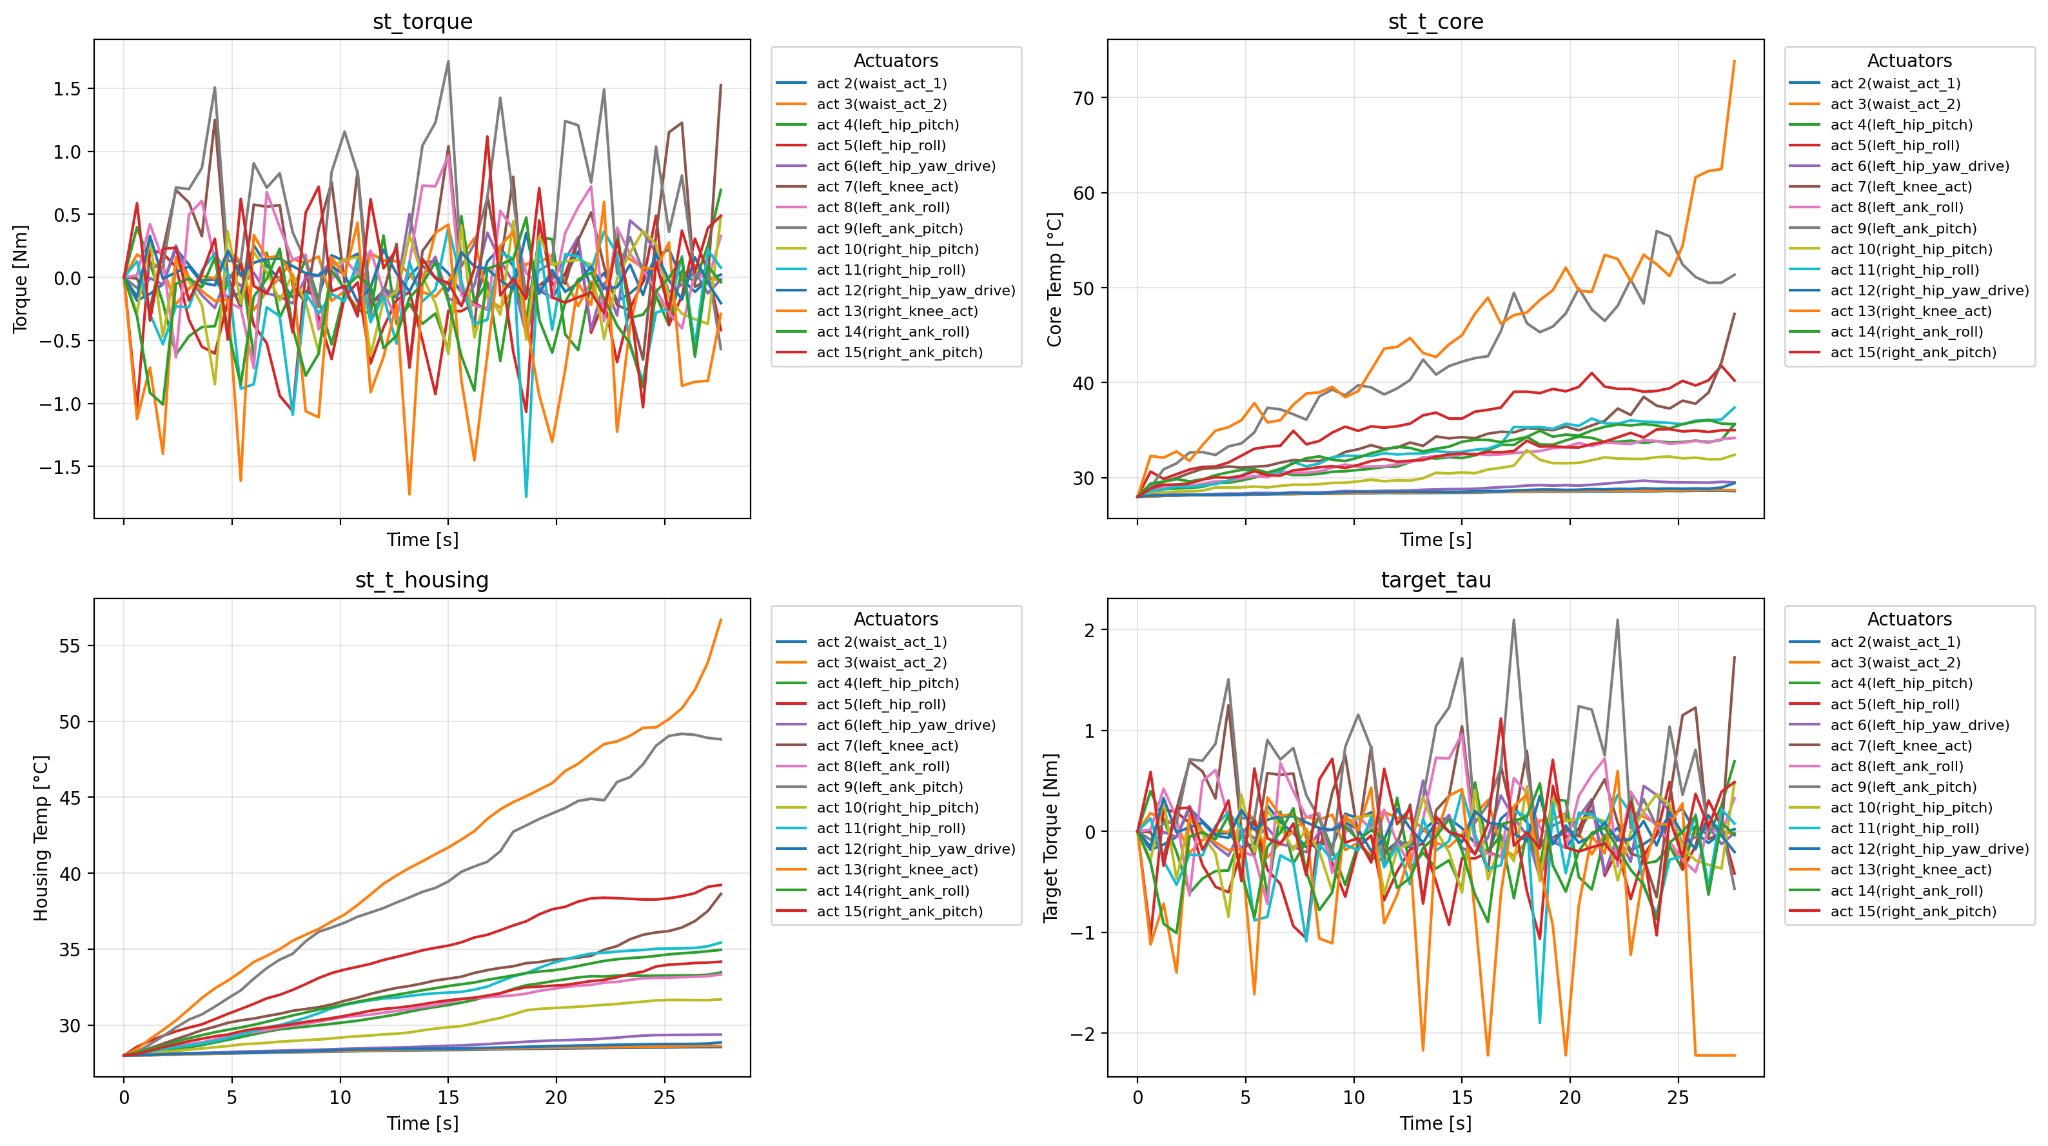 st_torque
1.5
1.0
0.5
0.0
−0.5
−1.0
−1.5
Torque [Nm]
Time [s]
Actuators
act 2(waist_act_1)
act 3(waist_act_2)
act 4(left_hip_pitch)
act 5(left_hip_roll)
act 6(left_hip_yaw_drive)
act 7(left_knee_act)
act 8(left_ank_roll)
act 9(left_ank_pitch)
act 10(right_hip_pitch)
act 11(right_hip_roll)
act 12(right_hip_yaw_drive)
act 13(right_knee_act)
act 14(right_ank_roll)
act 15(right_ank_pitch)
st_t_core
70
60
50
40
30
Core Temp [°C]
Time [s]
Actuators
act 2(waist_act_1)
act 3(waist_act_2)
act 4(left_hip_pitch)
act 5(left_hip_roll)
act 6(left_hip_yaw_drive)
act 7(left_knee_act)
act 8(left_ank_roll)
act 9(left_ank_pitch)
act 10(right_hip_pitch)
act 11(right_hip_roll)
act 12(right_hip_yaw_drive)
act 13(right_knee_act)
act 14(right_ank_roll)
act 15(right_ank_pitch)
st_t_housing
55
50
45
40
35
30
Housing Temp [°C]
0 5 10 15 20 25
Time [s]
Actuators
act 2(waist_act_1)
act 3(waist_act_2)
act 4(left_hip_pitch)
act 5(left_hip_roll)
act 6(left_hip_yaw_drive)
act 7(left_knee_act)
act 8(left_ank_roll)
act 9(left_ank_pitch)
act 10(right_hip_pitch)
act 11(right_hip_roll)
act 12(right_hip_yaw_drive)
act 13(right_knee_act)
act 14(right_ank_roll)
act 15(right_ank_pitch)
target_tau
2
1
0
−1
−2
Target Torque [Nm]
0 5 10 15 20 25
Time [s]
Actuators
act 2(waist_act_1)
act 3(waist_act_2)
act 4(left_hip_pitch)
act 5(left_hip_roll)
act 6(left_hip_yaw_drive)
act 7(left_knee_act)
act 8(left_ank_roll)
act 9(left_ank_pitch)
act 10(right_hip_pitch)
act 11(right_hip_roll)
act 12(right_hip_yaw_drive)
act 13(right_knee_act)
act 14(right_ank_roll)
act 15(right_ank_pitch)